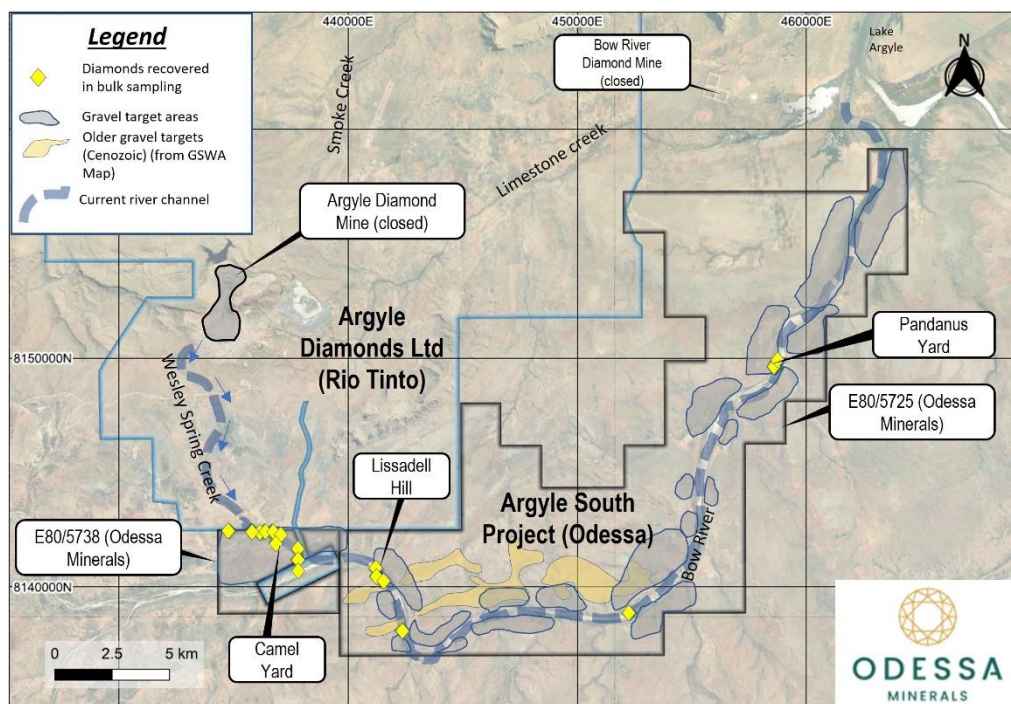 440000E
450000E
460000E
Legend
Diamonds recovered
in bulk sampling
Gravel target areas
Older gravel targets
(Cenozoic) (from GSWA
Map)
Current river channel
Smoke Creek
Limestone creek
Bow River
Diamond Mine
(closed)
Lake
Argyle
N
Argyle Diamond
Mine (closed)
Argyle
Diamonds Ltd
(Rio Tinto)
8150000N
Wesley Spring Creek
Pandanus
Yard
E80/5725 (Odessa
Minerals)
Lissadell
Hill
Argyle South
Project (Odessa)
Bow River
E80/5738 (Odessa
Minerals)
8140000N
Camel
Yard
0 2.5 5 km
ODESSA
MINERALS